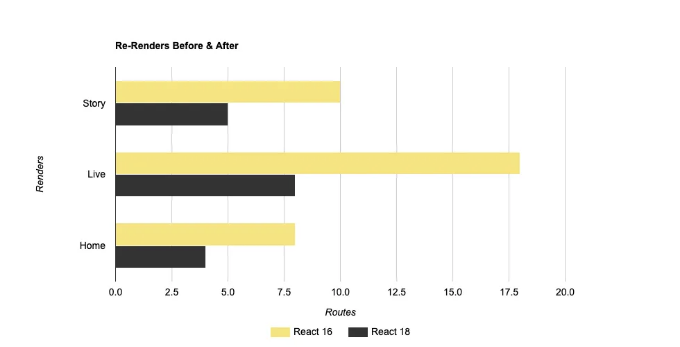 Re-Renders Before & After
Story
Live
Home
Renders
0.0 2.5 5.0 7.5 10.0 12.5 15.0 17.5 20.0
Routes
React 16 React 18